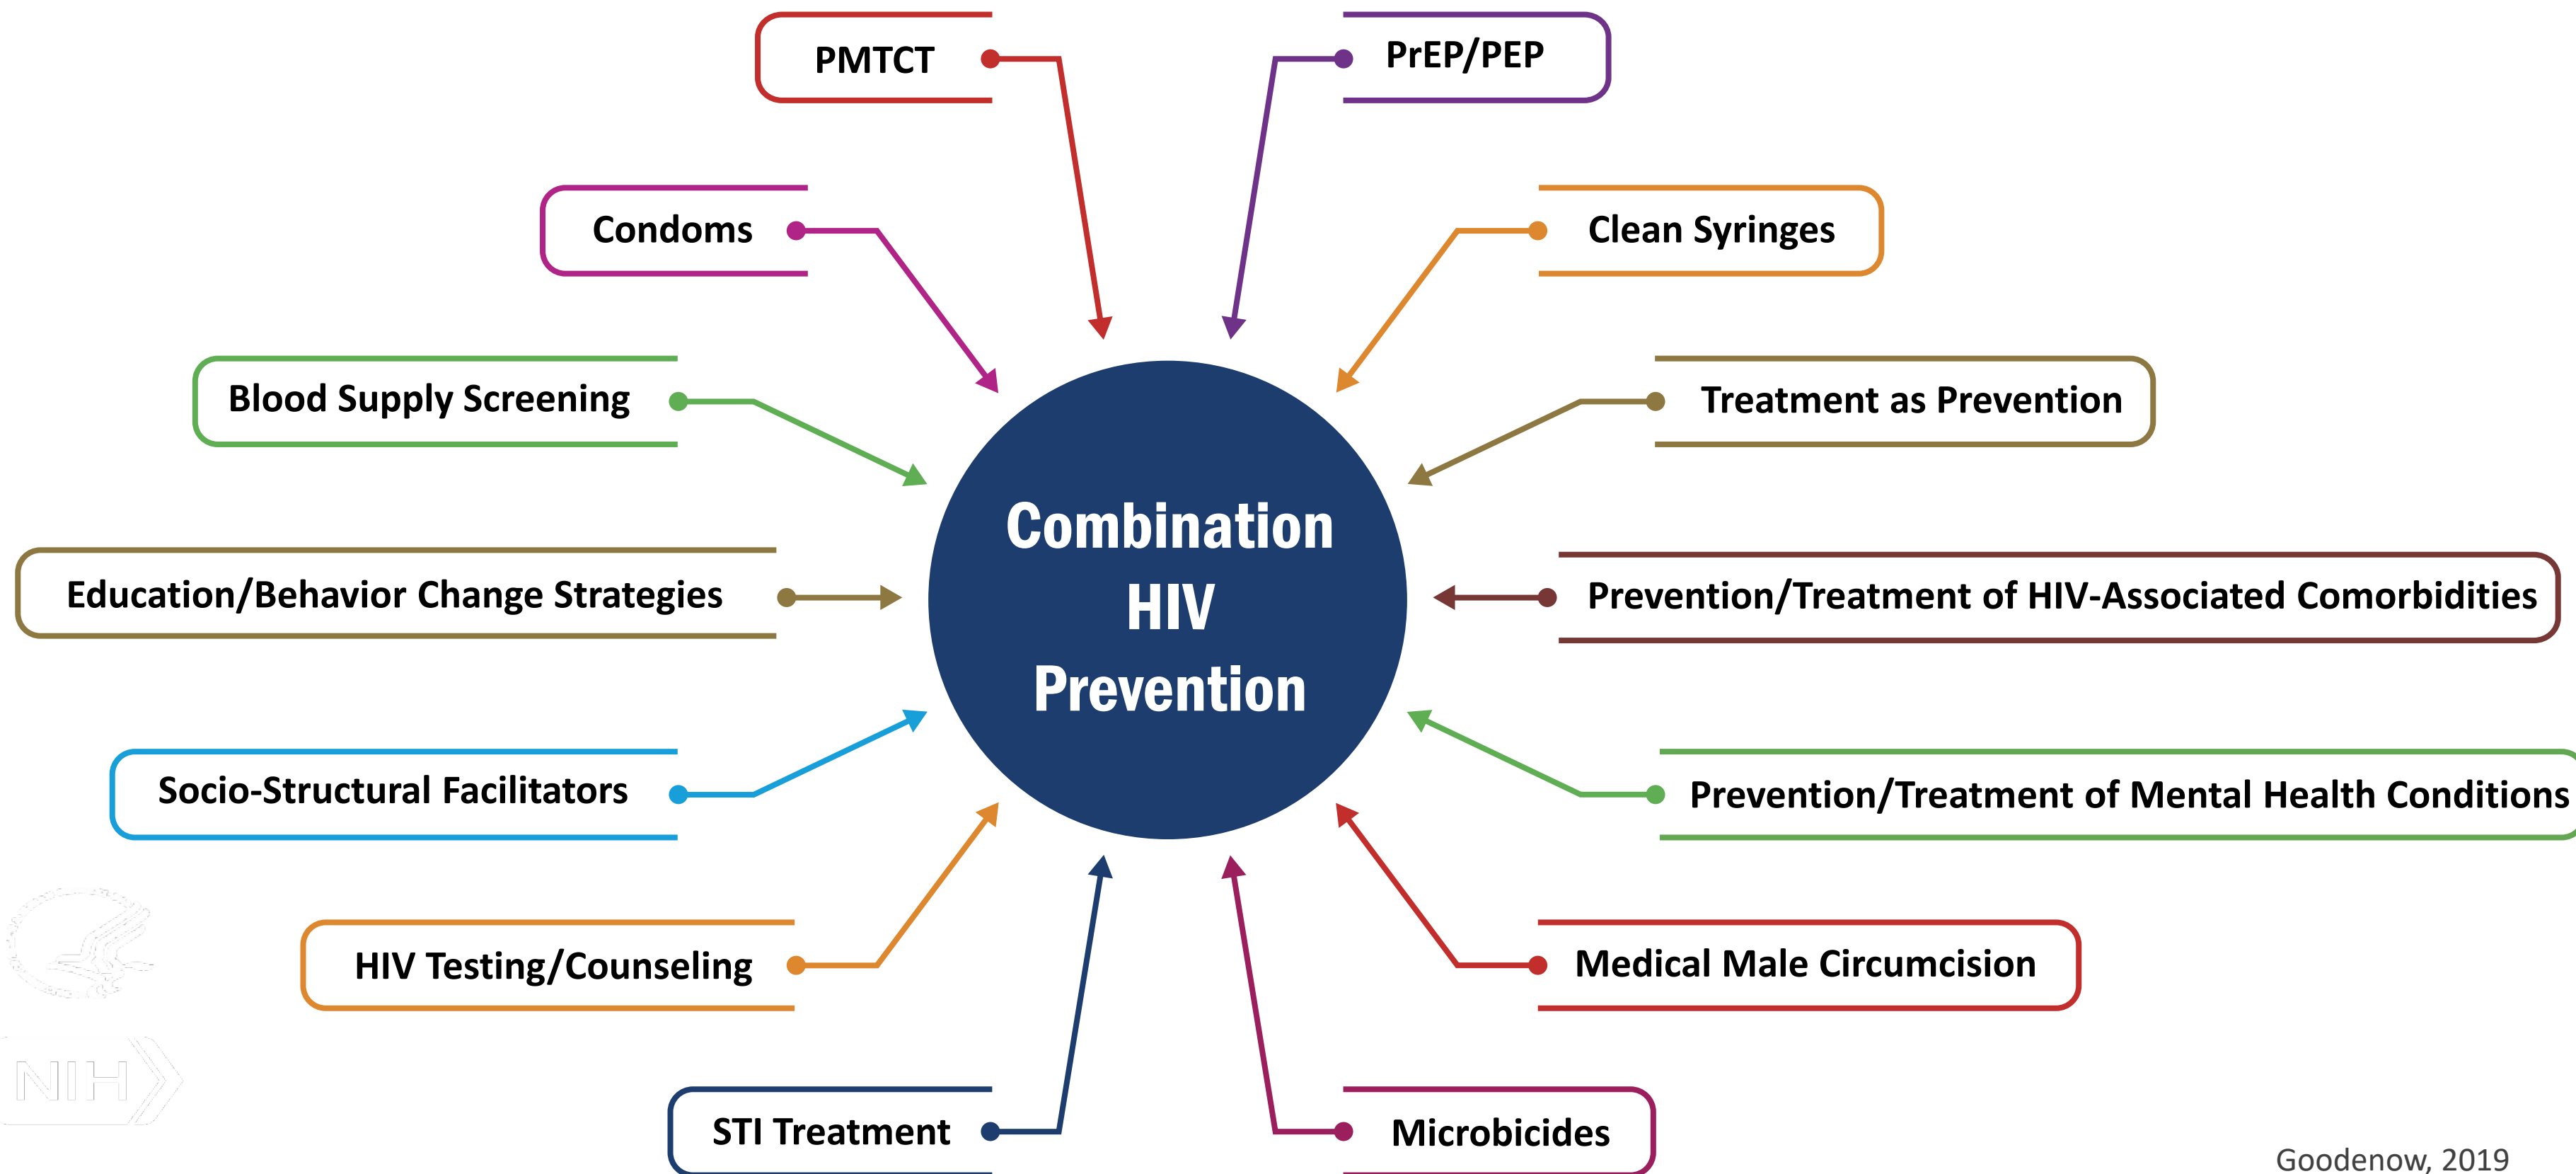 PMTCT
PrEP/PEP
Condoms
Clean Syringes
Blood Supply Screening
Treatment as Prevention
Combination
HIV
Prevention
Education/Behavior Change Strategies
Prevention/Treatment of HIV-Associated Comorbidities
Socio-Structural Facilitators
Prevention/Treatment of Mental Health Conditions
HIV Testing/Counseling
Medical Male Circumcision
NIH
STI Treatment
Microbicides
Goodenow, 2019